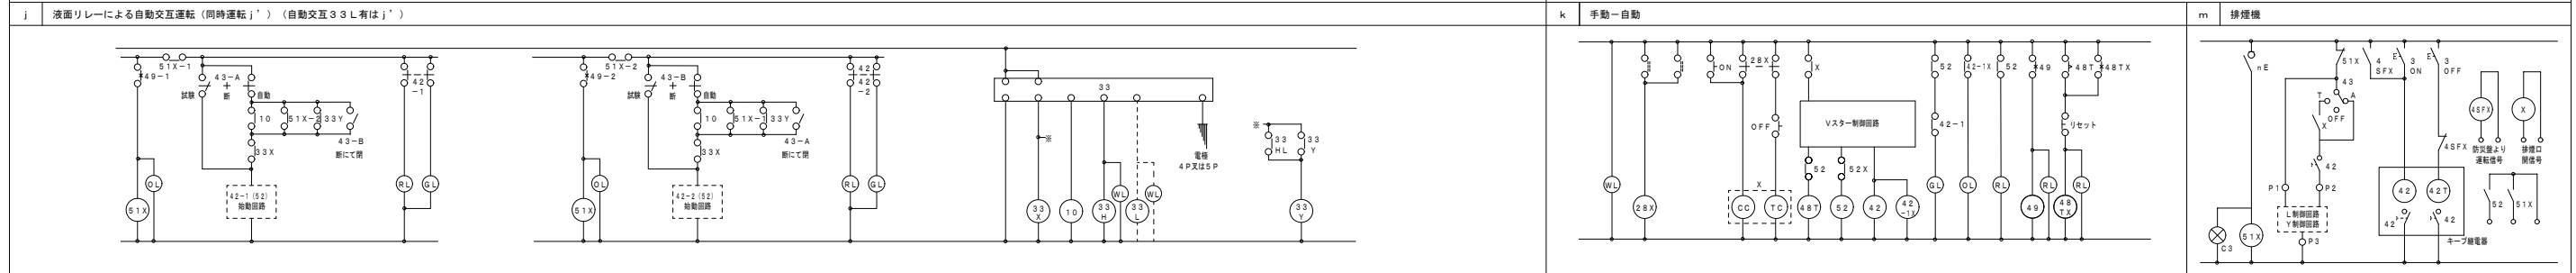 j 液面リレーによる自動交互運転（同時運転ｊ’）（自動交互３３Ｌ有はｊ’）
51X-1
*49-1
43-A
試験
断
自動
10
51X-2
33Y
43-B
断にて閉
33X
42
-1
OL
51X
42-1 (52)
始動回路
RL
GL
51X-2
*49-2
43-B
試験
断
自動
10
51X-1
33Y
43-A
断にて閉
33X
42
-2
OL
51X
42-2 (52)
始動回路
RL
GL
33
※
電極
4P又は5P
33
X
10
33
H
WL
33
L
WL
※
33
HL
33
Y
33
Y
k 手動－自動
ON
28X
X
52
42-1X
52
*49
48T
*48TX
OFF
Vスター制御回路
42-1
リセット
52
52X
WL
28X
X
CC
TC
48T
52
42
42
-1X
GL
OL
RL
49
RL
48
TX
RL
m 排煙機
nE
51X
4
SFX
E
3
ON
E
3
OFF
43
T
A
OFF
X
42
4SFX
4SFX
X
防災盤より
運転信号
排煙口
開信号
P1
P2
L制御回路
Y制御回路
P3
42
42T
42
42
キープ継電器
52
51X
C3
51X